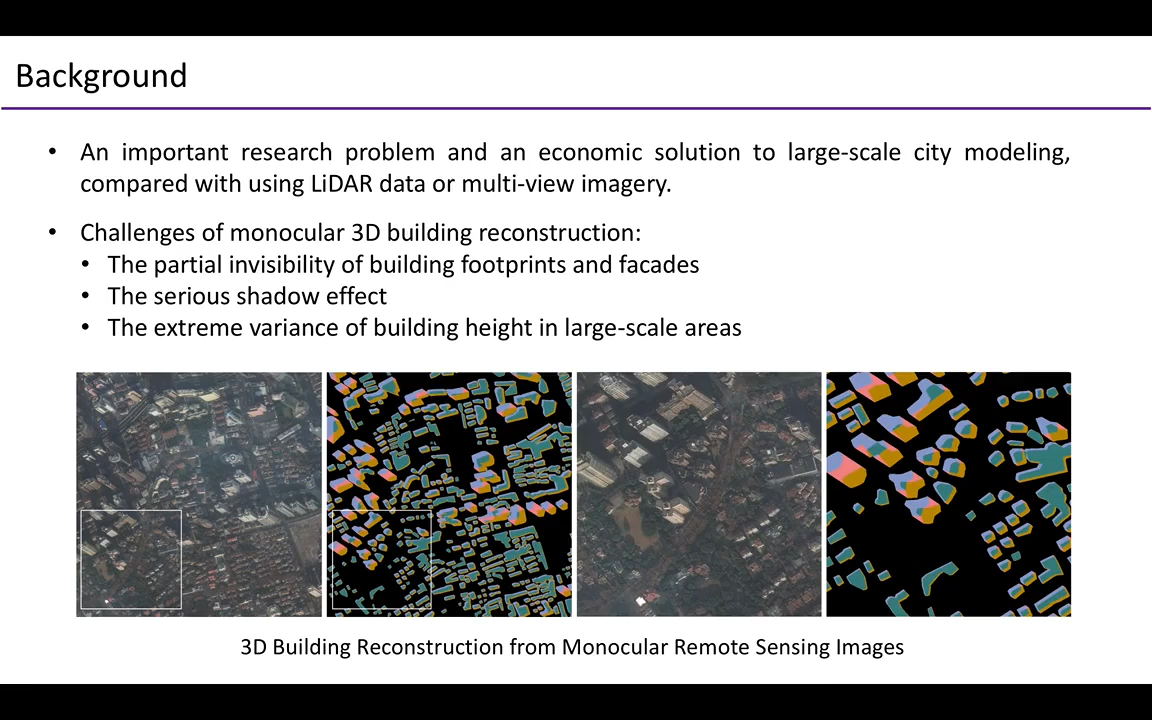 Background
• An important research problem and an economic solution to large-scale city modeling,
compared with using LiDAR data or multi-view imagery.
• Challenges of monocular 3D building reconstruction:
• The partial invisibility of building footprints and facades
• The serious shadow effect
• The extreme variance of building height in large-scale areas
3D Building Reconstruction from Monocular Remote Sensing Images